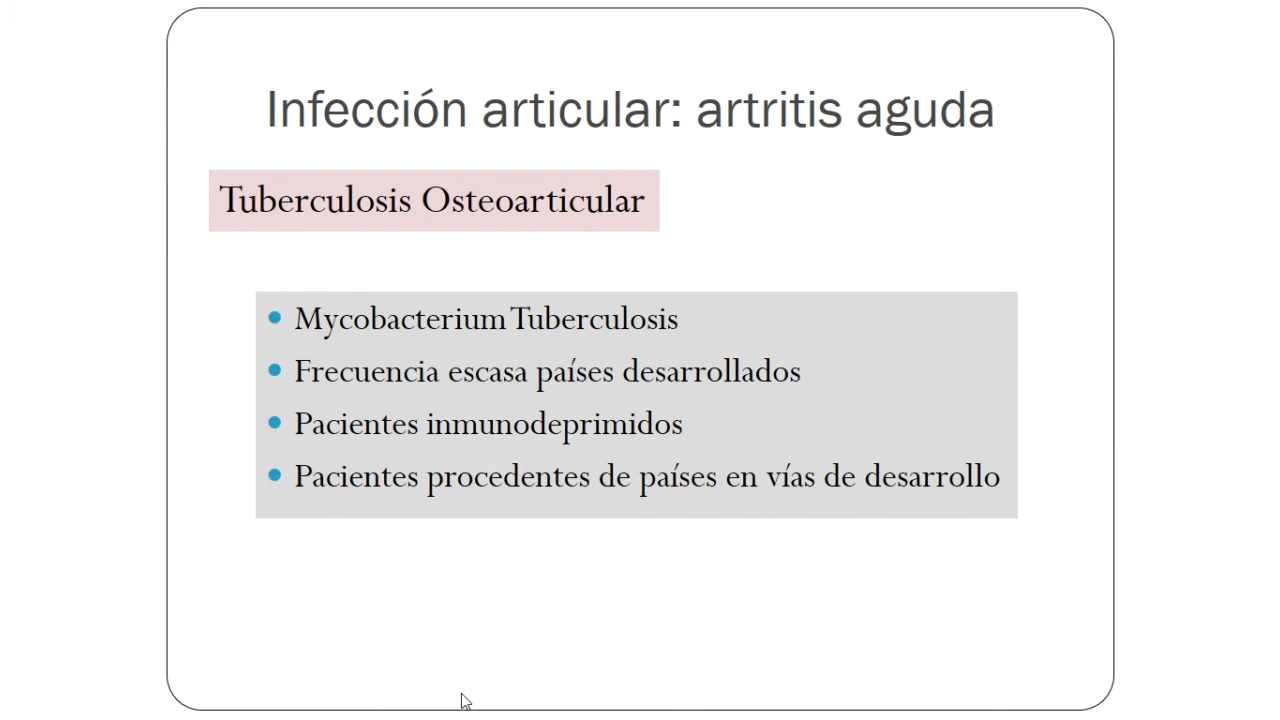 Infección articular: artritis aguda
Tuberculosis Osteoarticular
• Mycobacterium Tuberculosis
• Frecuencia escasa países desarrollados
• Pacientes inmunodeprimidos
• Pacientes procedentes de países en vías de desarrollo